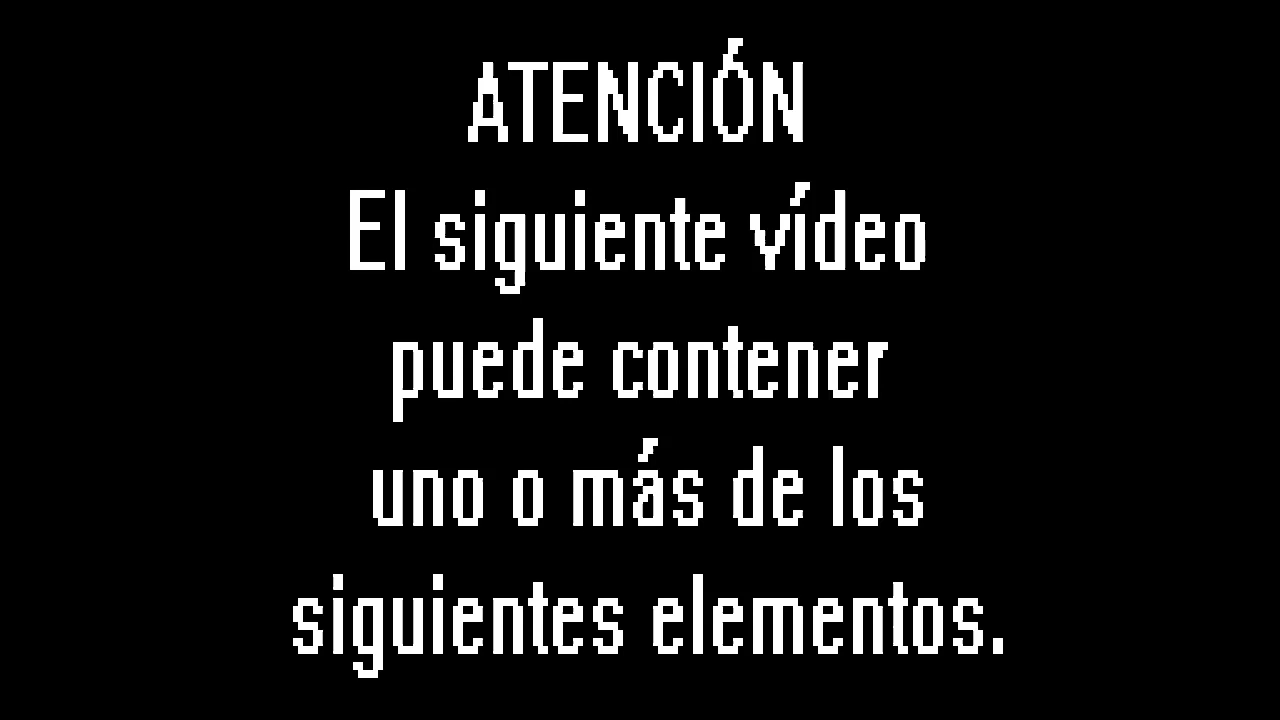 ATENCIÓN
El siguiente vídeo
puede contener
uno o más de los
siguientes elementos.